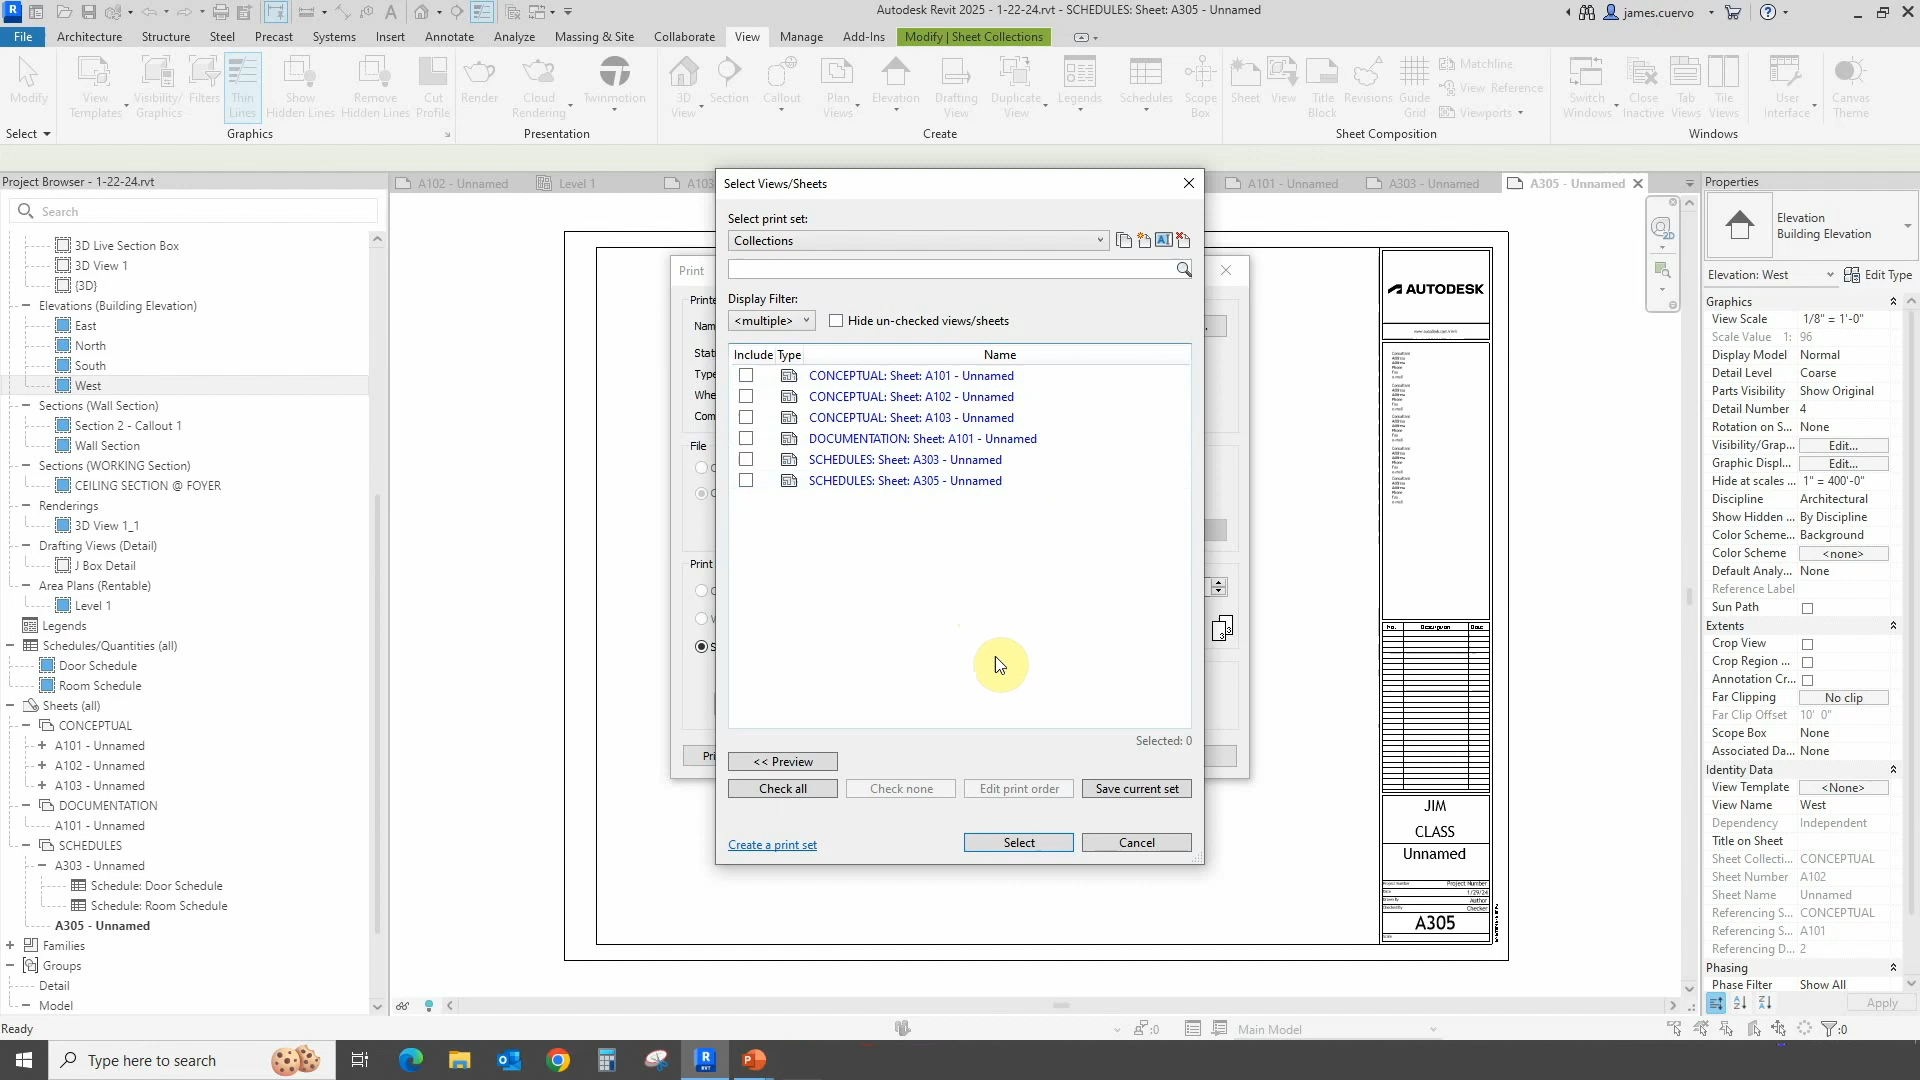 Autodesk Revit 2025 - 1-22-24.rvt - SCHEDULES: Sheet: A305 - Unnamed
james.cuervo
File Architecture Structure Steel Precast Systems Insert Annotate Analyze Massing & Site Collaborate View Manage Add-Ins Modify | Sheet Collections
Modify
View Templates
Visibility/ Graphics
Filters
Thin Lines
Show Hidden Lines
Remove Hidden Lines
Cut Profile
Render
Cloud Rendering
Twinmotion
3D View
Section
Callout
Plan Views
Elevation
Drafting View
Duplicate View
Legends
Schedules
Scope Box
Sheet
View
Title Block
Revisions
Guide Grid
Matchline
View Reference
Viewports
Switch Windows
Close Inactive
Tab Views
Tile Views
User Interface
Canvas Theme
Select
Graphics
Presentation
Create
Sheet Composition
Windows
Project Browser - 1-22-24.rvt
Search
3D Live Section Box
3D View 1
{3D}
Elevations (Building Elevation)
East
North
South
West
Sections (Wall Section)
Section 2 - Callout 1
Wall Section
Sections (WORKING Section)
CEILING SECTION @ FOYER
Renderings
3D View 1_1
Drafting Views (Detail)
J Box Detail
Area Plans (Rentable)
Level 1
Legends
Schedules/Quantities (all)
Door Schedule
Room Schedule
Sheets (all)
CONCEPTUAL
A101 - Unnamed
A102 - Unnamed
A103 - Unnamed
DOCUMENTATION
A101 - Unnamed
SCHEDULES
A303 - Unnamed
Schedule: Door Schedule
Schedule: Room Schedule
A305 - Unnamed
Families
Groups
Detail
Model
A102 - Unnamed
Level 1
A103
A101 - Unnamed
A303 - Unnamed
A305 - Unnamed
Print
File
Print
Select Views/Sheets
Select print set:
Collections
Display Filter:
<multiple>
Hide un-checked views/sheets
Include Type Name
CONCEPTUAL: Sheet: A101 - Unnamed
CONCEPTUAL: Sheet: A102 - Unnamed
CONCEPTUAL: Sheet: A103 - Unnamed
DOCUMENTATION: Sheet: A101 - Unnamed
SCHEDULES: Sheet: A303 - Unnamed
SCHEDULES: Sheet: A305 - Unnamed
Selected: 0
<< Preview
Check all
Check none
Edit print order
Save current set
Create a print set
Select
Cancel
AUTODESK
JIM
CLASS
Unnamed
Project Number
1/29/24
Author
Checker
A305
Properties
Elevation
Building Elevation
Elevation: West Edit Type
Graphics
View Scale 1/8" = 1'-0"
Scale Value 1: 96
Display Model Normal
Detail Level Coarse
Parts Visibility Show Original
Detail Number 4
Rotation on S... None
Visibility/Grap... Edit...
Graphic Displ... Edit...
Hide at scales ... 1" = 400'-0"
Discipline Architectural
Show Hidden ... By Discipline
Color Scheme... Background
Color Scheme <none>
Default Analy... None
Reference Label
Sun Path
Extents
Crop View
Crop Region ...
Annotation Cr...
Far Clipping No clip
Far Clip Offset 10' 0"
Scope Box None
Associated Da... None
Identity Data
View Template <None>
View Name West
Dependency Independent
Title on Sheet
Sheet Collecti... CONCEPTUAL
Sheet Number A102
Sheet Name Unnamed
Referencing S... CONCEPTUAL
Referencing S... A101
Referencing D... 2
Phasing
Phase Filter Show All
Apply
Ready
:0
Main Model
:0
Type here to search